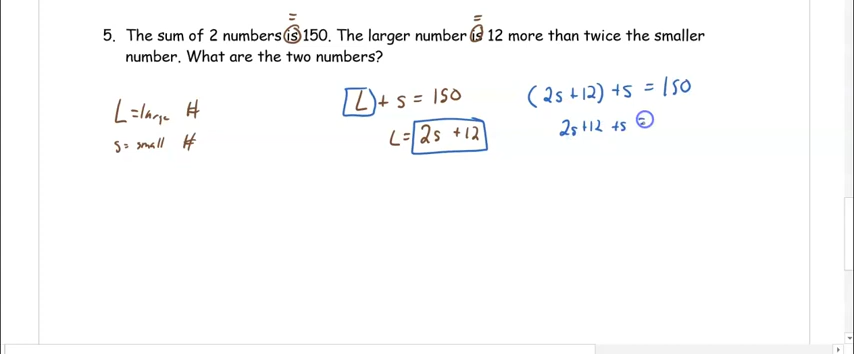 5. The sum of 2 numbers is 150. The larger number is 12 more than twice the smaller
number. What are the two numbers?
L = large #
s = small #
L + s = 150
L = 2s + 12
(2s + 12) + s = 150
2s + 12 + s =